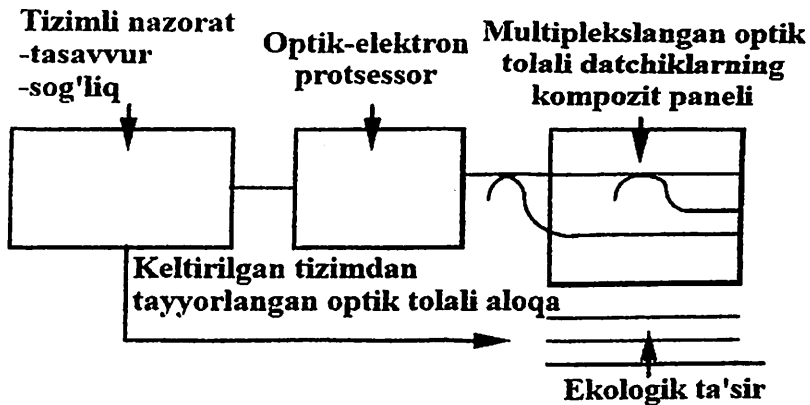 Tizimli nazorat
-tasavvur
-sog'liq
Optik-elektron
protsessor
Multiplekslangan optik
tolali datchiklarning
kompozit paneli
Keltirilgan tizimdan
tayyorlangan optik tolali aloqa
Ekologik ta'sir